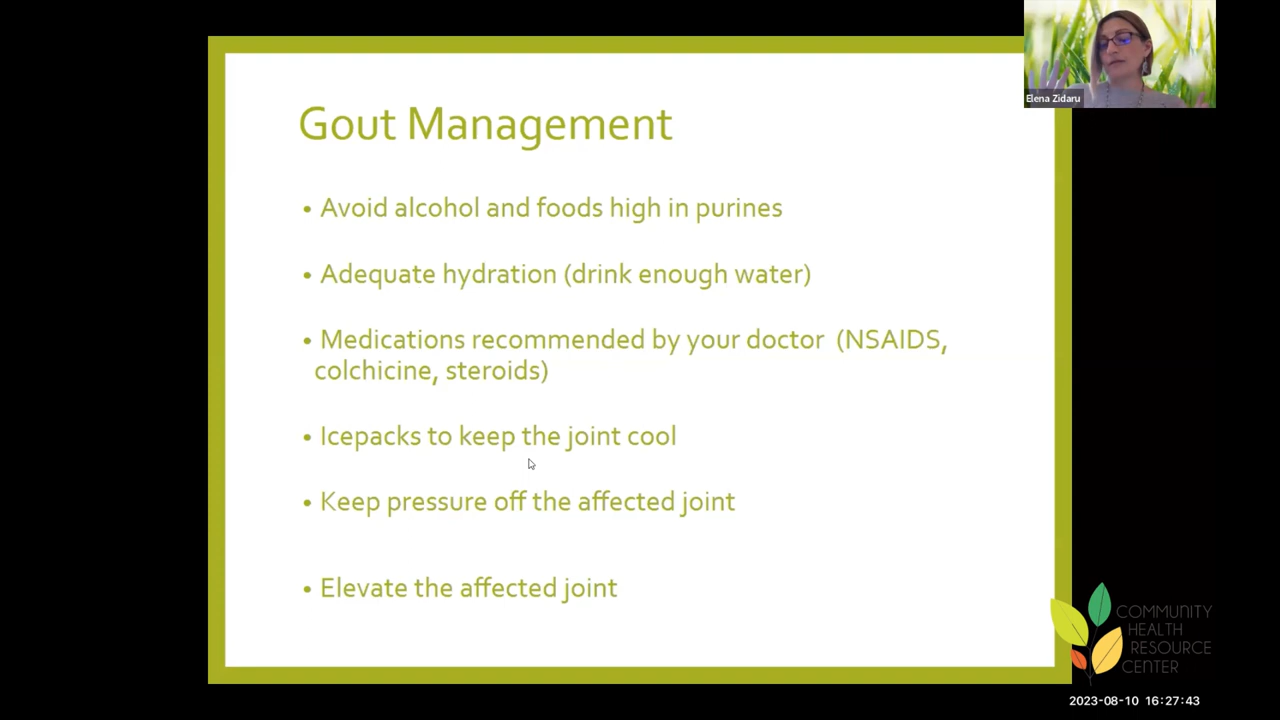 Gout Management
• Avoid alcohol and foods high in purines
• Adequate hydration (drink enough water)
• Medications recommended by your doctor  (NSAIDS,
colchicine, steroids)
• Icepacks to keep the joint cool
• Keep pressure off the affected joint
• Elevate the affected joint
Elena Zidaru
COMMUNITY
HEALTH
RESOURCE
CENTER
2023-08-10 16:27:43